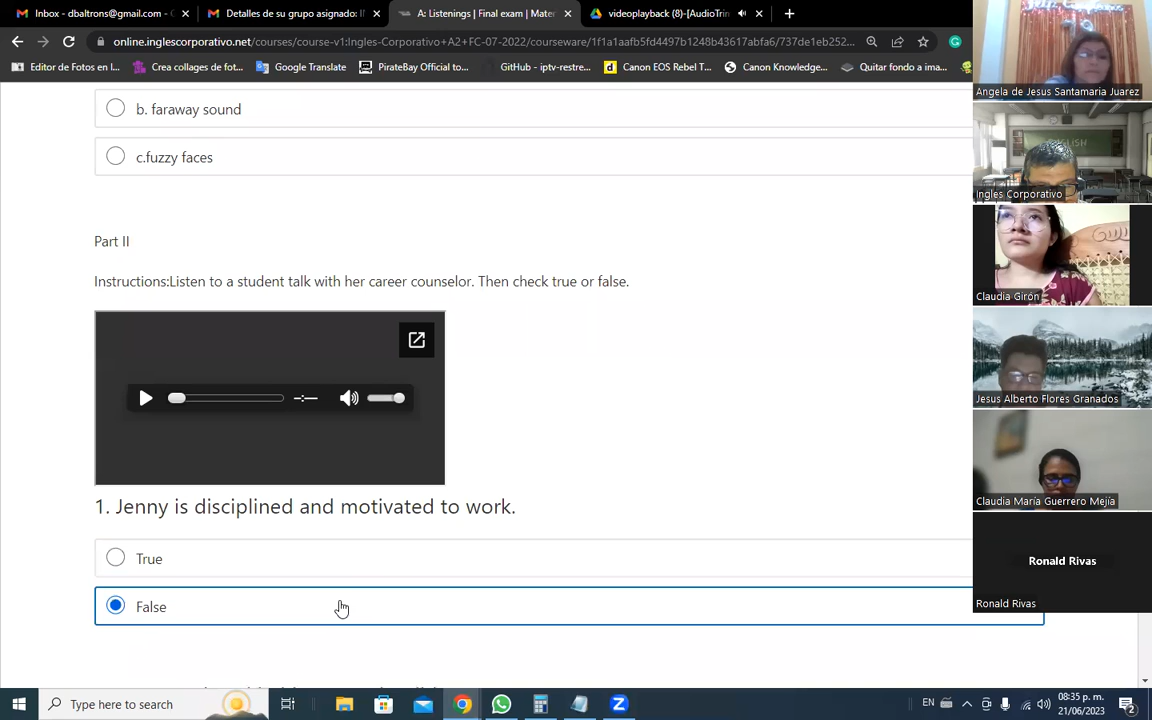 Inbox - dbaltrons@gmail.com -
Detalles de su grupo asignado: I
A: Listenings | Final exam | Mater
videoplayback (8)-[AudioTrin
online.inglescorporativo.net/courses/course-v1:Ingles-Corporativo+A2+FC-07-2022/courseware/1f1a1aafb5fd4497b1248b43617abfa6/737de1eb252...
Editor de Fotos en l...
Crea collages de fot...
Google Translate
PirateBay Official to...
GitHub - iptv-restre...
Canon EOS Rebel T...
Canon Knowledge...
Quitar fondo a ima...
b. faraway sound
c.fuzzy faces
Part II
Instructions:Listen to a student talk with her career counselor. Then check true or false.
-:--
1. Jenny is disciplined and motivated to work.
True
False
Angela de Jesus Santamaria Juarez
ENGLISH
Ingles Corporativo
Claudia Girón
Jesus Alberto Flores Granados
Claudia María Guerrero Mejía
Ronald Rivas
Ronald Rivas
Type here to search
EN
08:35 p. m.
21/06/2023
2